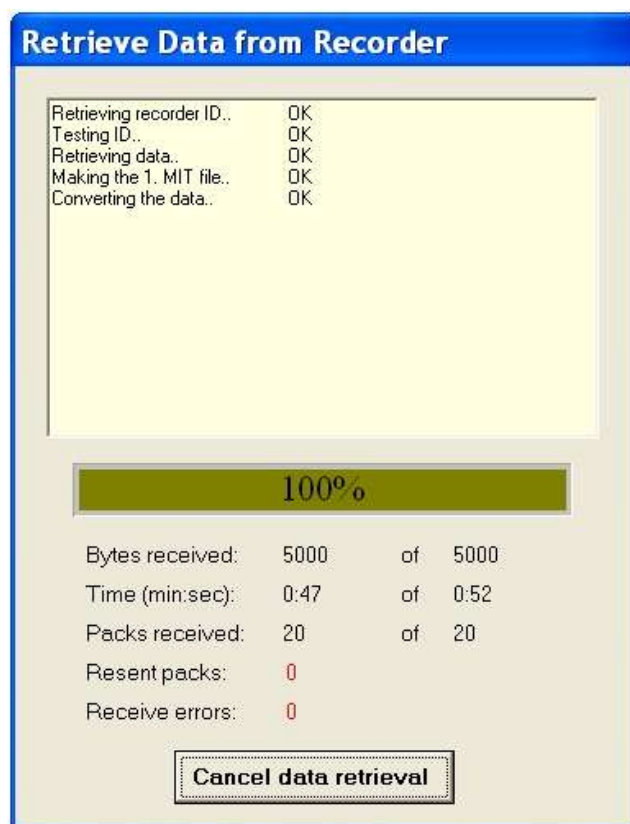 Retrieve Data from Recorder
Retrieving recorder ID.. OK
Testing ID.. OK
Retrieving data.. OK
Making the 1. MIT file.. OK
Converting the data.. OK
100%
Bytes received: 5000 of 5000
Time (min:sec): 0:47 of 0:52
Packs received: 20 of 20
Resent packs: 0
Receive errors: 0
Cancel data retrieval